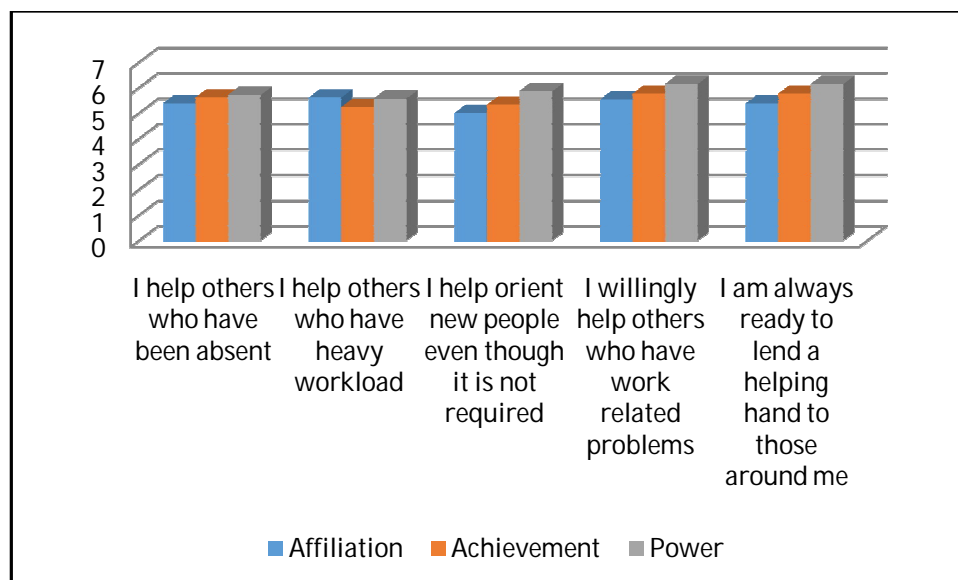 7
6
5
4
3
2
1
0
I help others
who have
been absent
I help others
who have
heavy
workload
I help orient
new people
even though
it is not
required
I willingly
help others
who have
work
related
problems
I am always
ready to
lend a
helping
hand to
those
around me
Affiliation Achievement Power